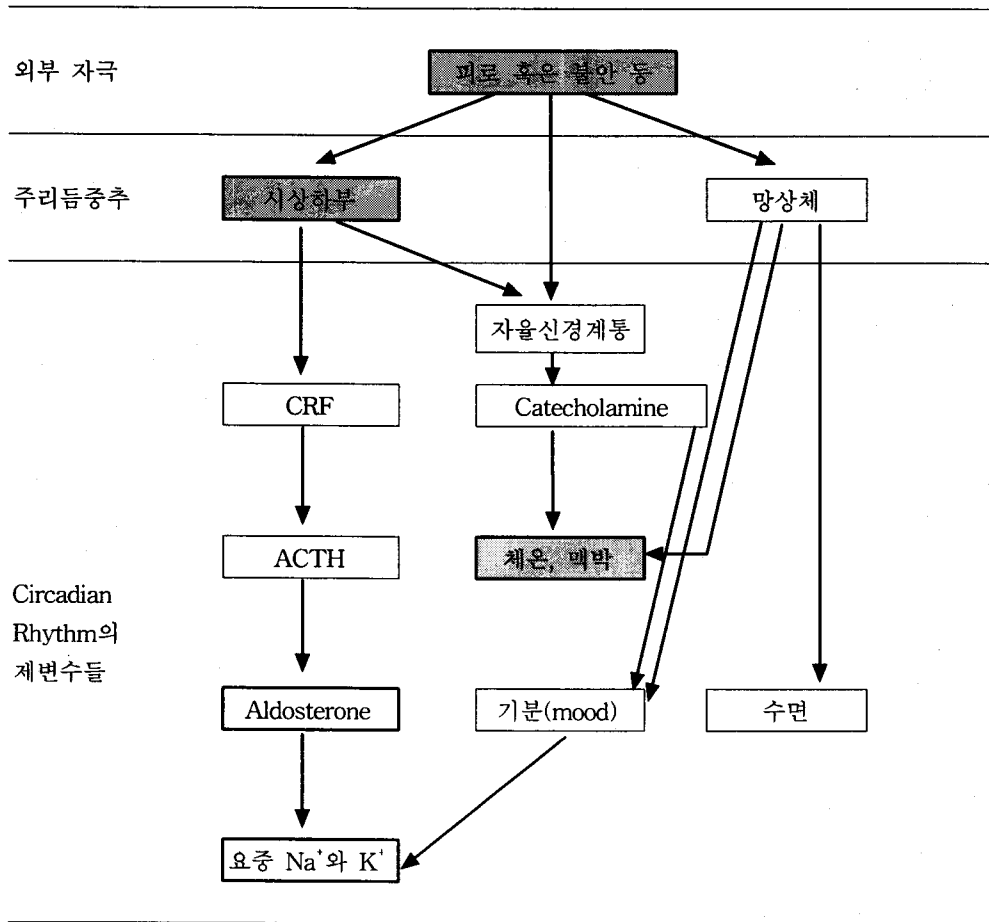 외부 자극
피로 혹은 불안 등
주리듬중추
시상하부
망상체
자율신경계통
CRF
Catecholamine
ACTH
체온, 맥박
Circadian
Rhythm의
제변수들
Aldosterone
기분(mood)
수면
요중 Na⁺와 K⁺